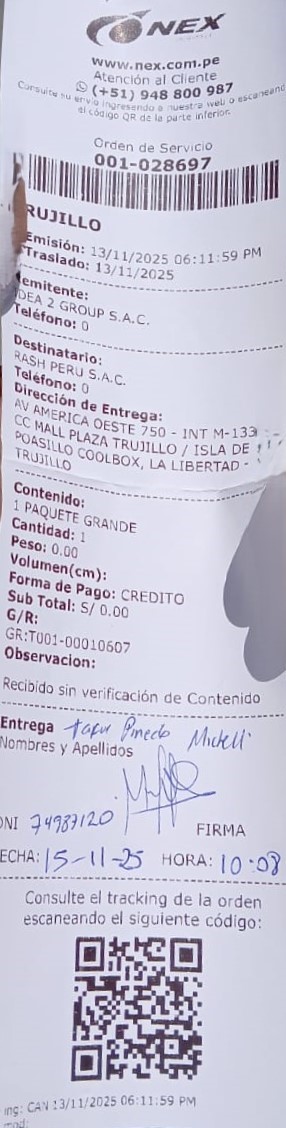 NEX
www.nex.com.pe
Atención al Cliente
(+51) 948 800 987
Consulte su envío ingresando a nuestra web o escaneand
el código QR de la parte inferior.
Orden de Servicio
001-028697
RUJILLO
Emisión: 13/11/2025 06:11:59 PM
Traslado: 13/11/2025
emitente:
IDEA 2 GROUP S.A.C.
Teléfono: 0
Destinatario:
RASH PERU S.A.C.
Teléfono: 0
Dirección de Entrega:
AV AMERICA OESTE 750 - INT M-133
CC MALL PLAZA TRUJILLO / ISLA DE
POASILLO COOLBOX, LA LIBERTAD -
TRUJILLO
Contenido:
1 PAQUETE GRANDE
Cantidad: 1
Peso: 0.00
Volumen(cm):
Forma de Pago: CREDITO
Sub Total: S/ 0.00
G/R:
GR:T001-00010607
Observacion:
Recibido sin verificación de Contenido
Entrega Pinedo
Nombres y Apellidos
DNI 74987120 FIRMA
ECHA: 15-11-25 HORA: 10:08
Consulte el tracking de la orden
escaneando el siguiente código:
ing: CAN 13/11/2025 06:11:59 PM
mod: